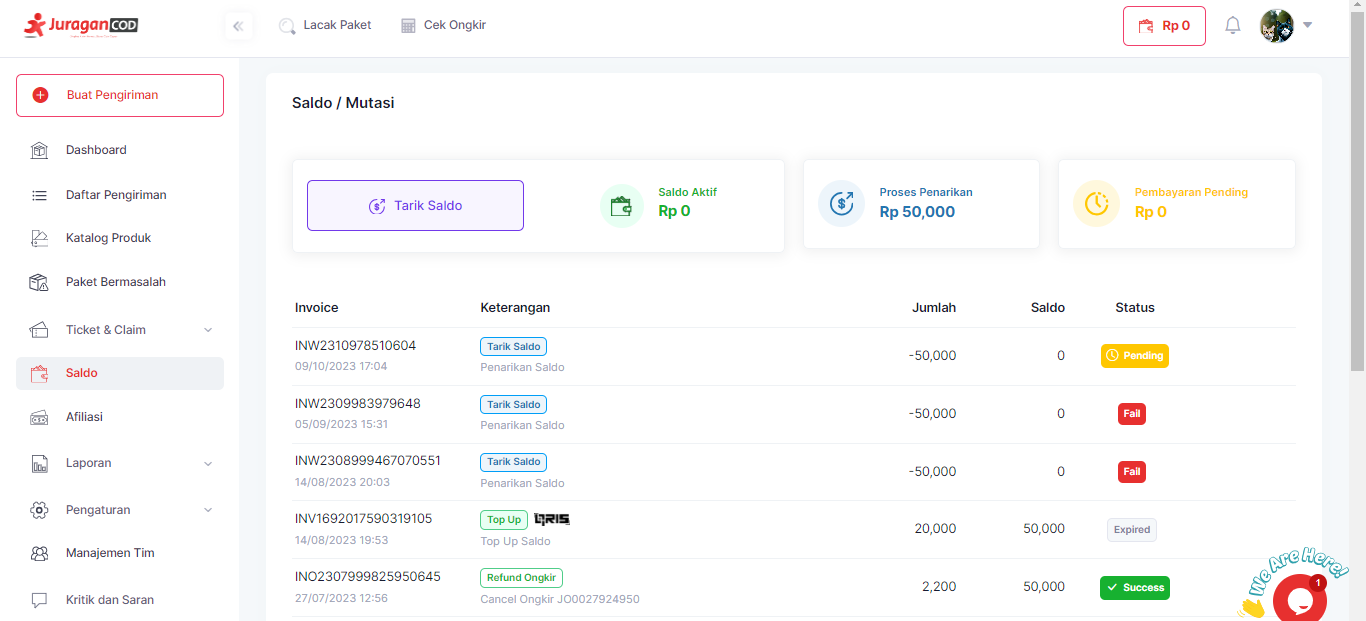 JuraganCOD
«
Lacak Paket
Cek Ongkir
Rp 0
Buat Pengiriman
Dashboard
Daftar Pengiriman
Katalog Produk
Paket Bermasalah
Ticket & Claim
Saldo
Afiliasi
Laporan
Pengaturan
Manajemen Tim
Kritik dan Saran
Saldo / Mutasi
Tarik Saldo
Saldo Aktif
Rp 0
Proses Penarikan
Rp 50,000
Pembayaran Pending
Rp 0
Invoice Keterangan Jumlah Saldo Status
INW2310978510604 Tarik Saldo -50,000 0 Pending
09/10/2023 17:04 Penarikan Saldo
INW2309983979648 Tarik Saldo -50,000 0 Fail
05/09/2023 15:31 Penarikan Saldo
INW2308999467070551 Tarik Saldo -50,000 0 Fail
14/08/2023 20:03 Penarikan Saldo
INV1692017590319105 Top Up QRIS 20,000 50,000 Expired
14/08/2023 19:53 Top Up Saldo
INO2307999825950645 Refund Ongkir 2,200 50,000 Success
27/07/2023 12:56 Cancel Ongkir JO0027924950
We Are Here!
1